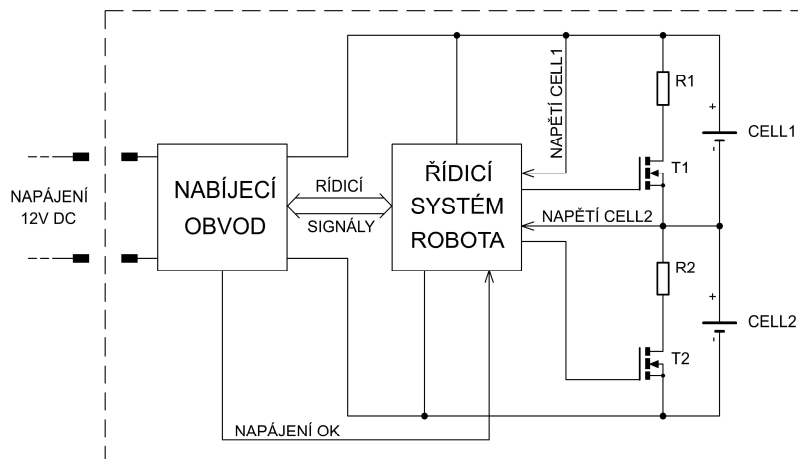 NAPÁJENÍ
12V DC
NABÍJECÍ
OBVOD
ŘÍDICÍ
SIGNÁLY
ŘÍDICÍ
SYSTÉM
ROBOTA
NAPĚTÍ CELL1
NAPĚTÍ CELL2
R1
T1
+
CELL1
-
R2
T2
+
CELL2
-
NAPÁJENÍ OK